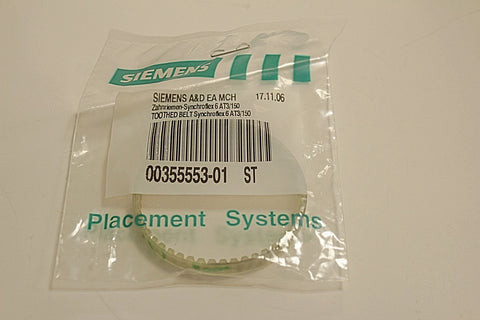 SIEMENS
SIEMENS A&D EA MCH 17.11.06
Zahnriemen-Synchroflex 6 AT3/150
TOOTHED BELT Synchroflex 6 AT3/150
00355553-01 ST
Placement Systems